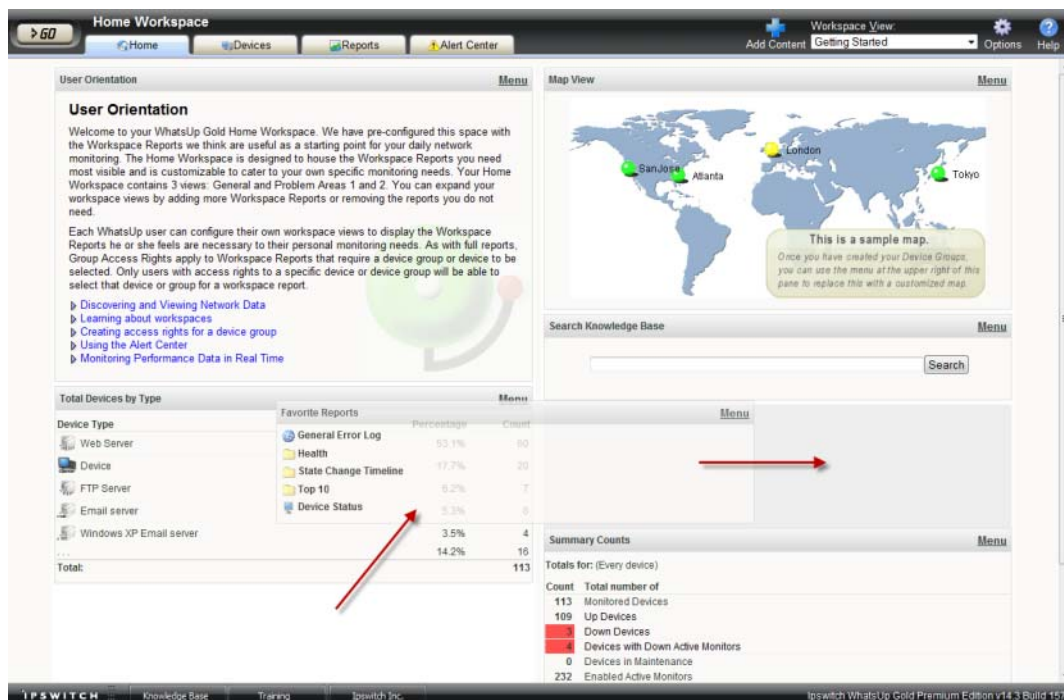 GO
Home Workspace
Home
Devices
Reports
Alert Center
Add Content
Workspace View:
Getting Started
Options
Help
User Orientation
Menu
User Orientation
Welcome to your WhatsUp Gold Home Workspace. We have pre-configured this space with
the Workspace Reports we think are useful as a starting point for your daily network
monitoring. The Home Workspace is designed to house the Workspace Reports you need
most visible and is customizable to cater to your own specific monitoring needs. Your Home
Workspace contains 3 views: General and Problem Areas 1 and 2. You can expand your
workspace views by adding more Workspace Reports or removing the reports you do not
need.
Each WhatsUp user can configure their own workspace views to display the Workspace
Reports he or she feels are necessary to their personal monitoring needs. As with full reports,
Group Access Rights apply to Workspace Reports that require a device group or device to be
selected. Only users with access rights to a specific device or device group will be able to
select that device or group for a workspace report.
Discovering and Viewing Network Data
Learning about workspaces
Creating access rights for a device group
Using the Alert Center
Monitoring Performance Data in Real Time
Map View
Menu
SanJose
Atlanta
London
Tokyo
This is a sample map.
Once you have created your Device Groups,
you can use the menu at the upper right of this
pane to replace this with a customized map.
Search Knowledge Base
Menu
Search
Total Devices by Type
Menu
Device Type Percentage Count
Web Server 53.1% 60
Device 17.7% 20
FTP Server 6.2% 7
Email server 5.3% 6
Windows XP Email server 3.5% 4
... 14.2% 16
Total: 113
Favorite Reports
Menu
General Error Log
Health
State Change Timeline
Top 10
Device Status
Summary Counts
Menu
Totals for: (Every device)
Count Total number of
113 Monitored Devices
109 Up Devices
3 Down Devices
4 Devices with Down Active Monitors
0 Devices in Maintenance
232 Enabled Active Monitors
IPSWITCH
Knowledge Base
Training
Ipswitch Inc.
Ipswitch WhatsUp Gold Premium Edition v14.3 Build 15